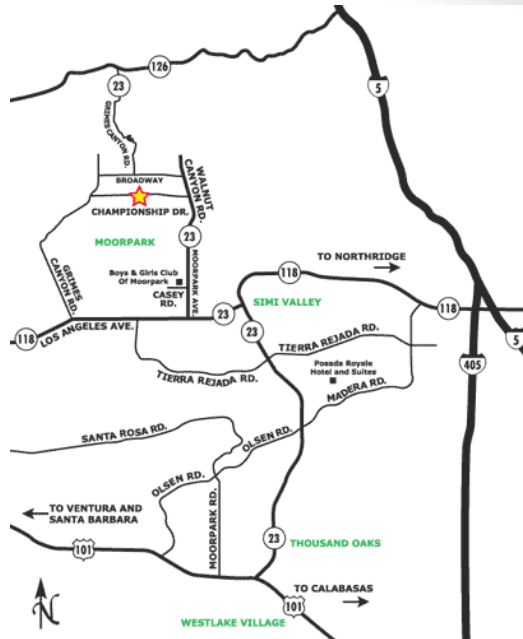 126
23
5
GRIMES
CANYON RD.
WALNUT
CANYON RD.
BROADWAY
CHAMPIONSHIP DR.
23
MOORPARK
TO NORTHRIDGE
MOORPARK AVE.
118
Boys & Girls Club
Of Moorpark
GRIMES
CANYON RD.
CASEY
RD.
SIMI VALLEY
23
118
118
LOS ANGELES AVE.
23
TIERRA REJADA RD.
5
405
Posada Royale
Hotel and Suites
TIERRA REJADA RD.
MADERA RD.
SANTA ROSA RD.
OLSEN RD.
OLSEN RD.
MOORPARK RD.
TO VENTURA AND
SANTA BARBARA
23
THOUSAND OAKS
101
TO CALABASAS
101
N
WESTLAKE VILLAGE